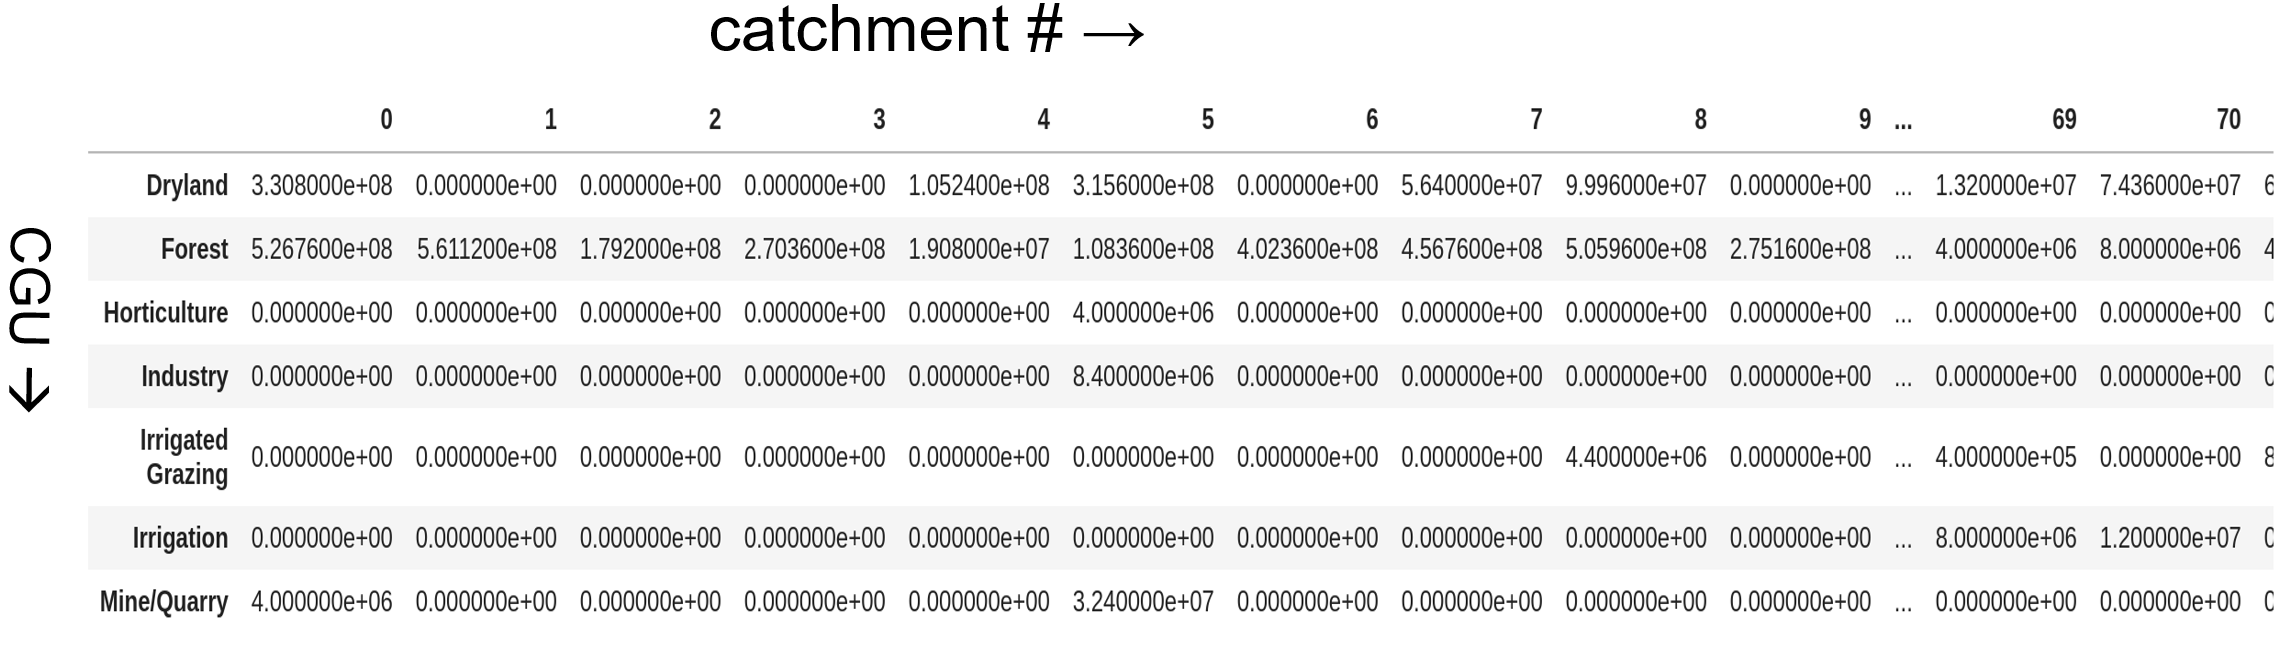 catchment # →
0 1 2 3 4 5 6 7 8 9 ... 69 70
CGU →
Dryland 3.308000e+08 0.000000e+00 0.000000e+00 0.000000e+00 1.052400e+08 3.156000e+08 0.000000e+00 5.640000e+07 9.996000e+07 0.000000e+00 ... 1.320000e+07 7.436000e+07 6
Forest 5.267600e+08 5.611200e+08 1.792000e+08 2.703600e+08 1.908000e+07 1.083600e+08 4.023600e+08 4.567600e+08 5.059600e+08 2.751600e+08 ... 4.000000e+06 8.000000e+06 4
Horticulture 0.000000e+00 0.000000e+00 0.000000e+00 0.000000e+00 0.000000e+00 4.000000e+06 0.000000e+00 0.000000e+00 0.000000e+00 0.000000e+00 ... 0.000000e+00 0.000000e+00 0
Industry 0.000000e+00 0.000000e+00 0.000000e+00 0.000000e+00 0.000000e+00 8.400000e+06 0.000000e+00 0.000000e+00 0.000000e+00 0.000000e+00 ... 0.000000e+00 0.000000e+00 0
Irrigated
Grazing 0.000000e+00 0.000000e+00 0.000000e+00 0.000000e+00 0.000000e+00 0.000000e+00 0.000000e+00 0.000000e+00 4.400000e+06 0.000000e+00 ... 4.000000e+05 0.000000e+00 8
Irrigation 0.000000e+00 0.000000e+00 0.000000e+00 0.000000e+00 0.000000e+00 0.000000e+00 0.000000e+00 0.000000e+00 0.000000e+00 0.000000e+00 ... 8.000000e+06 1.200000e+07 0
Mine/Quarry 4.000000e+06 0.000000e+00 0.000000e+00 0.000000e+00 0.000000e+00 3.240000e+07 0.000000e+00 0.000000e+00 0.000000e+00 0.000000e+00 ... 0.000000e+00 0.000000e+00 0